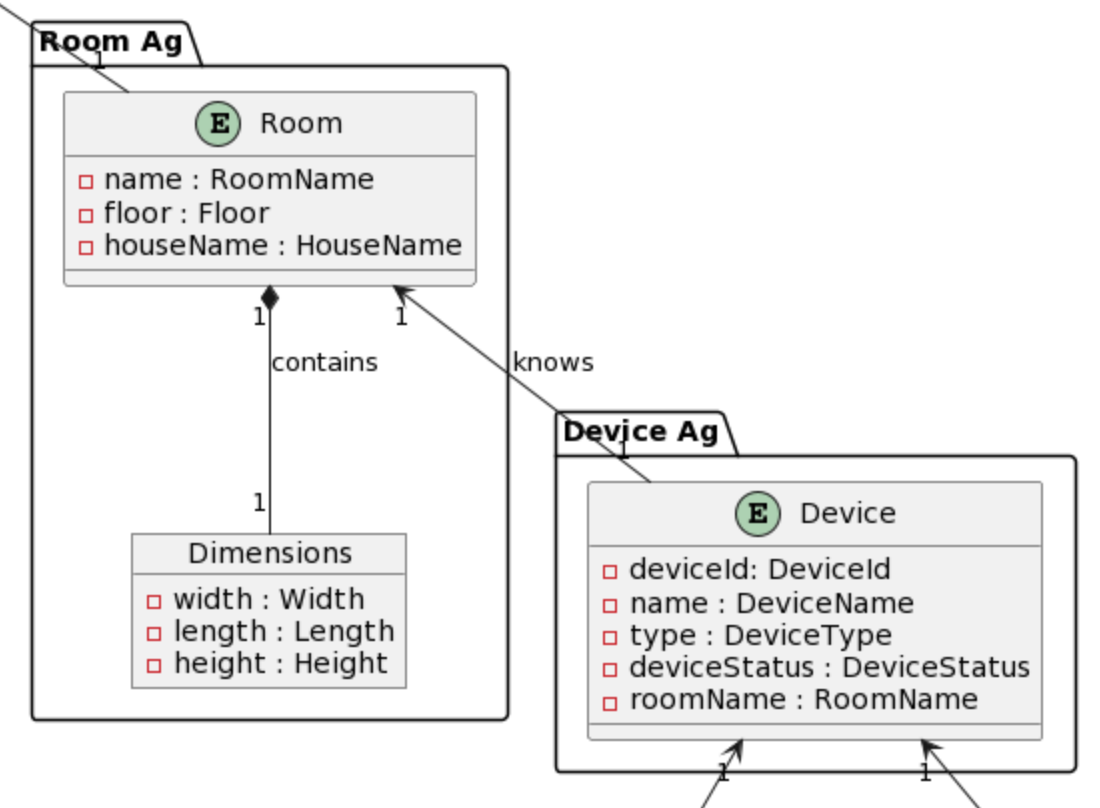 Room Ag
1
E Room
name : RoomName
floor : Floor
houseName : HouseName
1
1
contains
knows
1
Device Ag
1
E Device
deviceId: DeviceId
name : DeviceName
type : DeviceType
deviceStatus : DeviceStatus
roomName : RoomName
1
1
Dimensions
width : Width
length : Length
height : Height